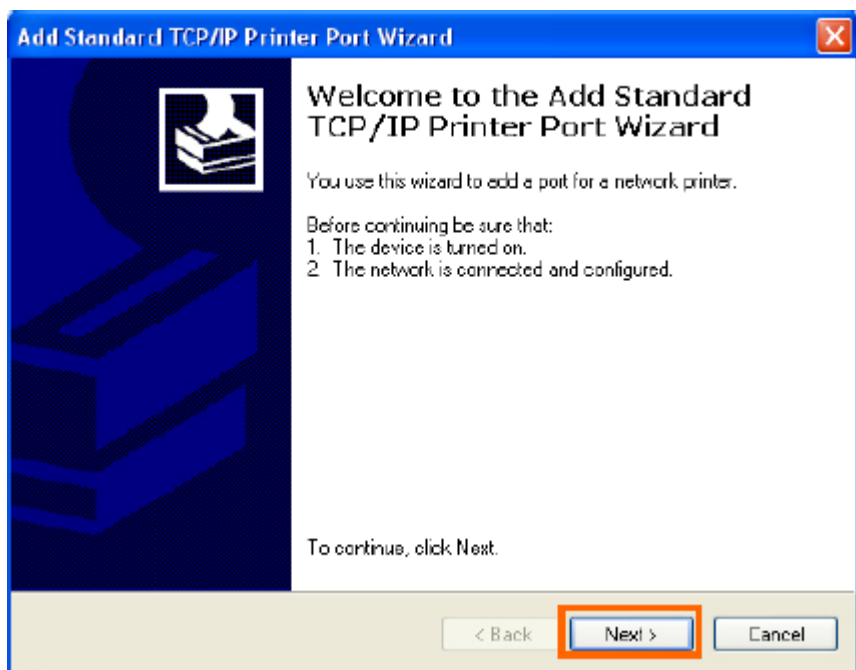 Add Standard TCP/IP Printer Port Wizard
Welcome to the Add Standard
TCP/IP Printer Port Wizard
You use this wizard to add a port for a network printer.
Before continuing be sure that:
1. The device is turned on.
2. The network is connected and configured.
To continue, click Next.
< Back
Next >
Cancel